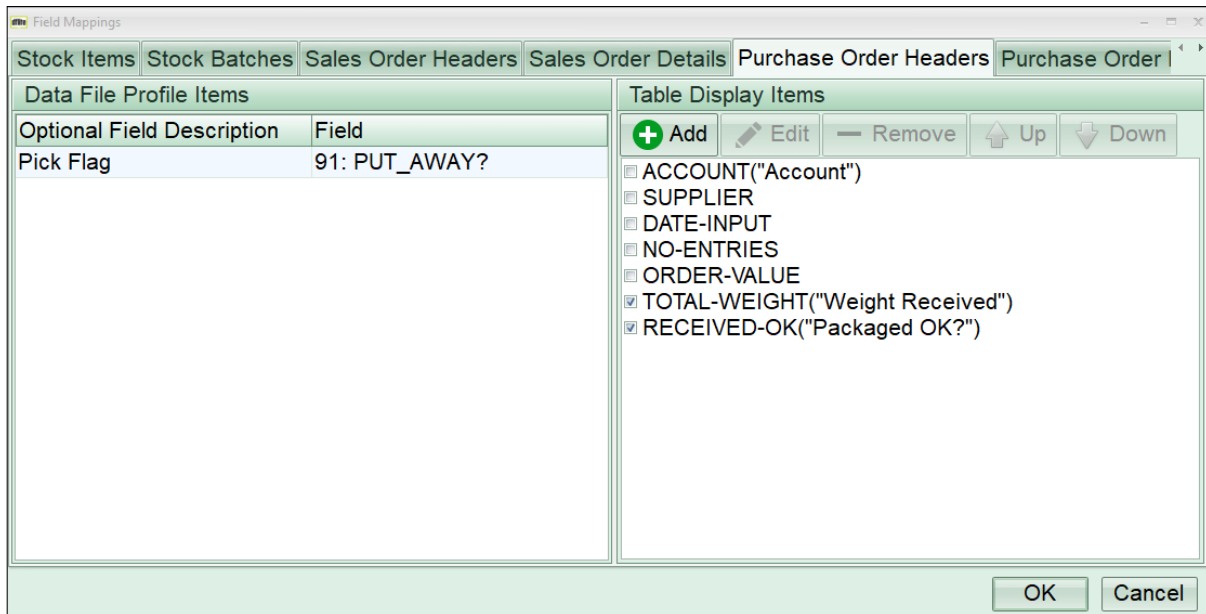 Field Mappings
Stock Items Stock Batches Sales Order Headers Sales Order Details Purchase Order Headers Purchase Order
Data File Profile Items
Optional Field Description Field
Pick Flag 91: PUT_AWAY?
Table Display Items
Add Edit Remove Up Down
ACCOUNT("Account")
SUPPLIER
DATE-INPUT
NO-ENTRIES
ORDER-VALUE
TOTAL-WEIGHT("Weight Received")
RECEIVED-OK("Packaged OK?")
OK Cancel